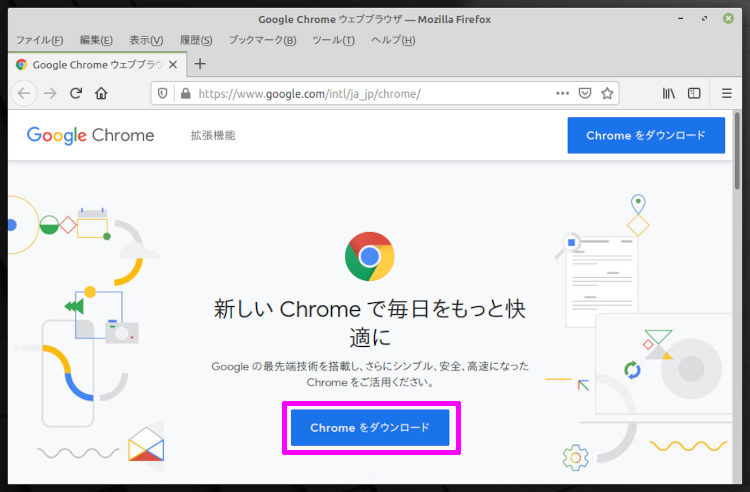 Google Chrome ウェブブラウザ — Mozilla Firefox
ファイル(F) 編集(E) 表示(V) 履歴(S) ブックマーク(B) ツール(T) ヘルプ(H)
Google Chrome ウェブブラウ
https://www.google.com/intl/ja_jp/chrome/
Google Chrome 拡張機能 Chrome をダウンロード
新しい Chrome で毎日をもっと快
適に
Google の最先端技術を搭載し、さらにシンプル、安全、高速になった
Chrome をご活用ください。
Chrome をダウンロード